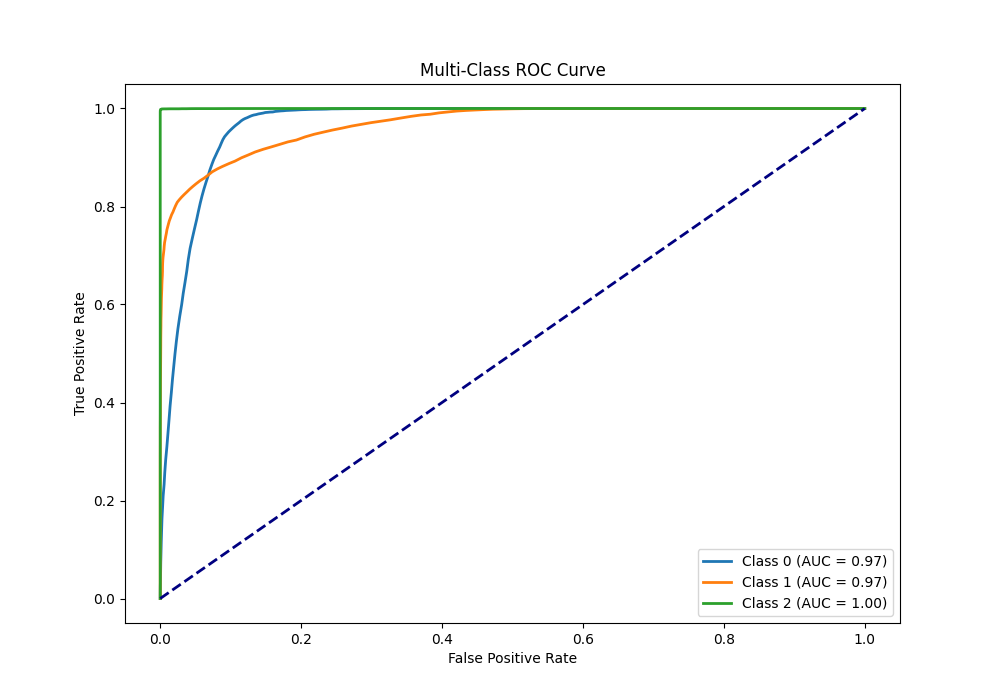 Multi-Class ROC Curve
1.0
0.8
0.6
0.4
0.2
0.0
True Positive Rate
0.0 0.2 0.4 0.6 0.8 1.0
False Positive Rate
Class 0 (AUC = 0.97)
Class 1 (AUC = 0.97)
Class 2 (AUC = 1.00)